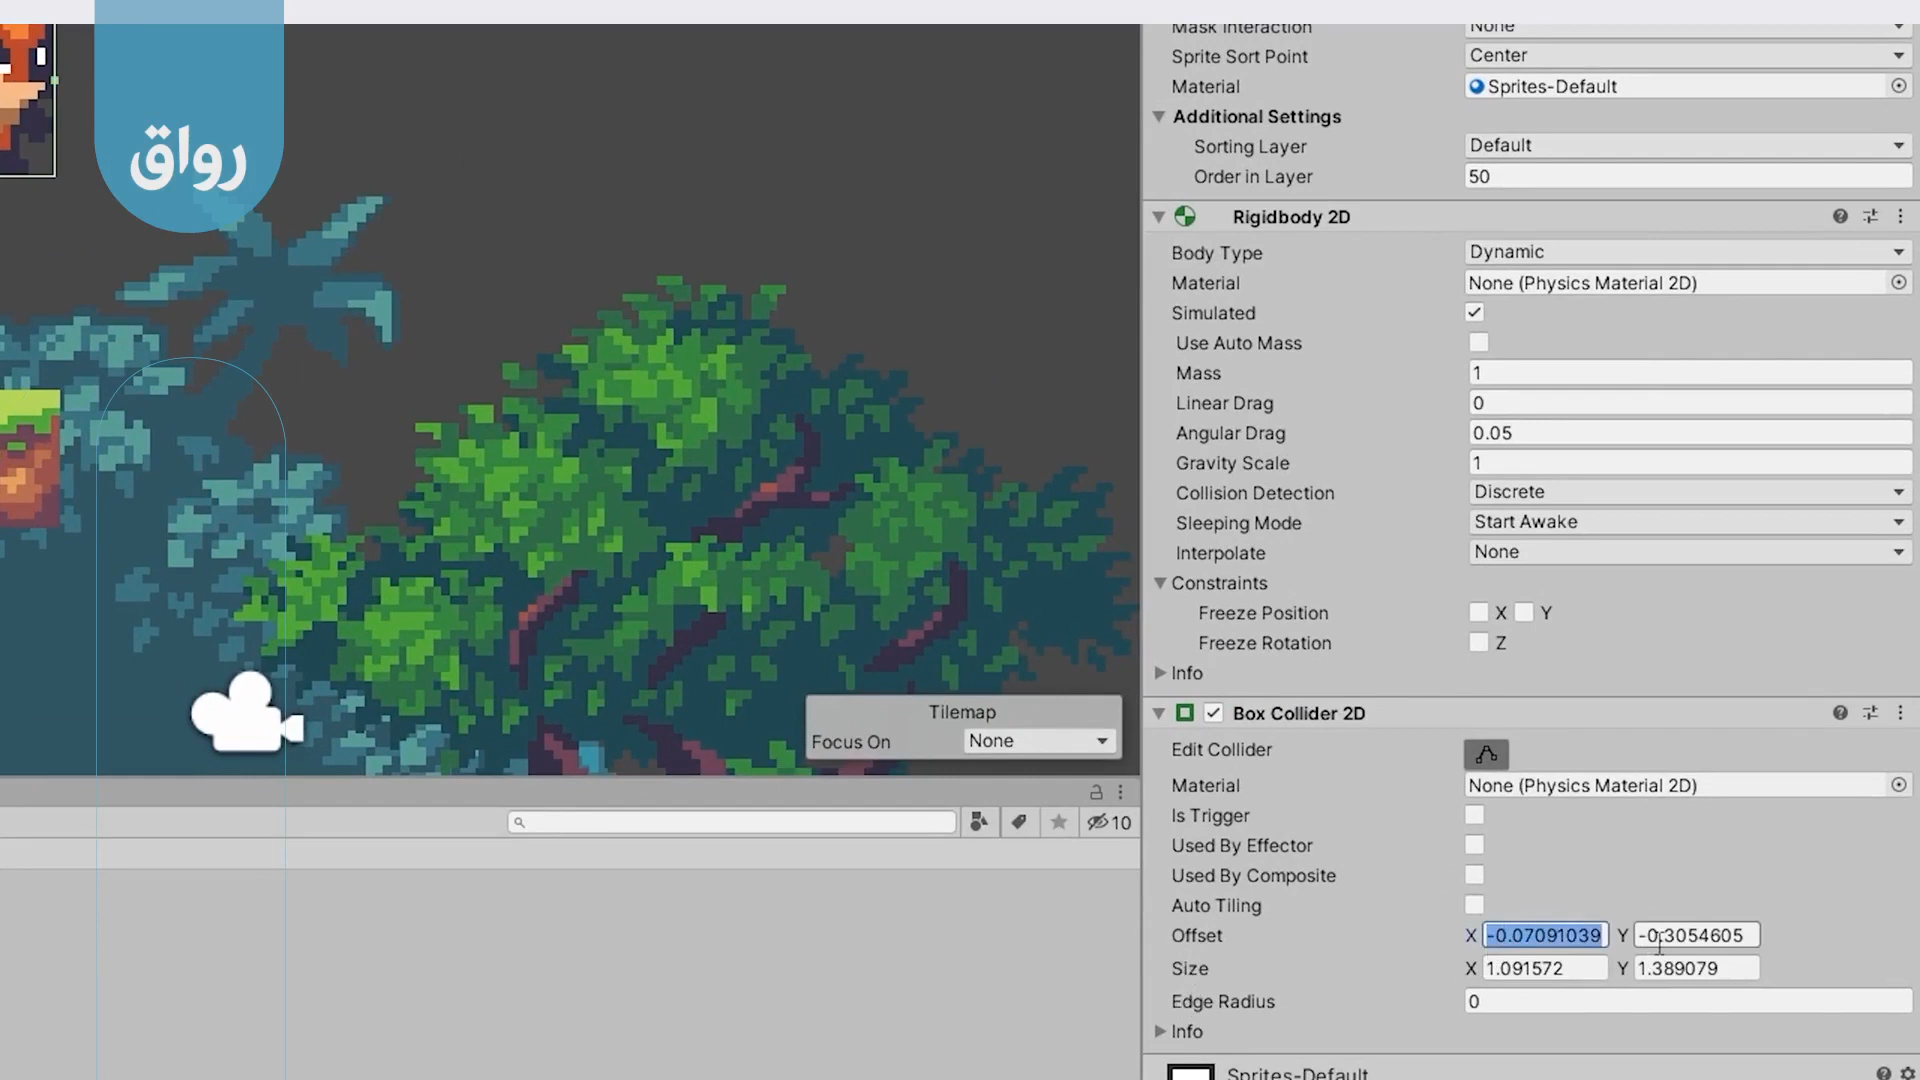 رواق
Mask Interaction None
Sprite Sort Point Center
Material Sprites-Default
Additional Settings
Sorting Layer Default
Order in Layer 50
Rigidbody 2D
Body Type Dynamic
Material None (Physics Material 2D)
Simulated
Use Auto Mass
Mass 1
Linear Drag 0
Angular Drag 0.05
Gravity Scale 1
Collision Detection Discrete
Sleeping Mode Start Awake
Interpolate None
Constraints
Freeze Position X Y
Freeze Rotation Z
Info
Box Collider 2D
Edit Collider
Material None (Physics Material 2D)
Is Trigger
Used By Effector
Used By Composite
Auto Tiling
Offset X -0.07091039 Y -0.3054605
Size X 1.091572 Y 1.389079
Edge Radius 0
Info
Sprites-Default
Tilemap
Focus On None
10